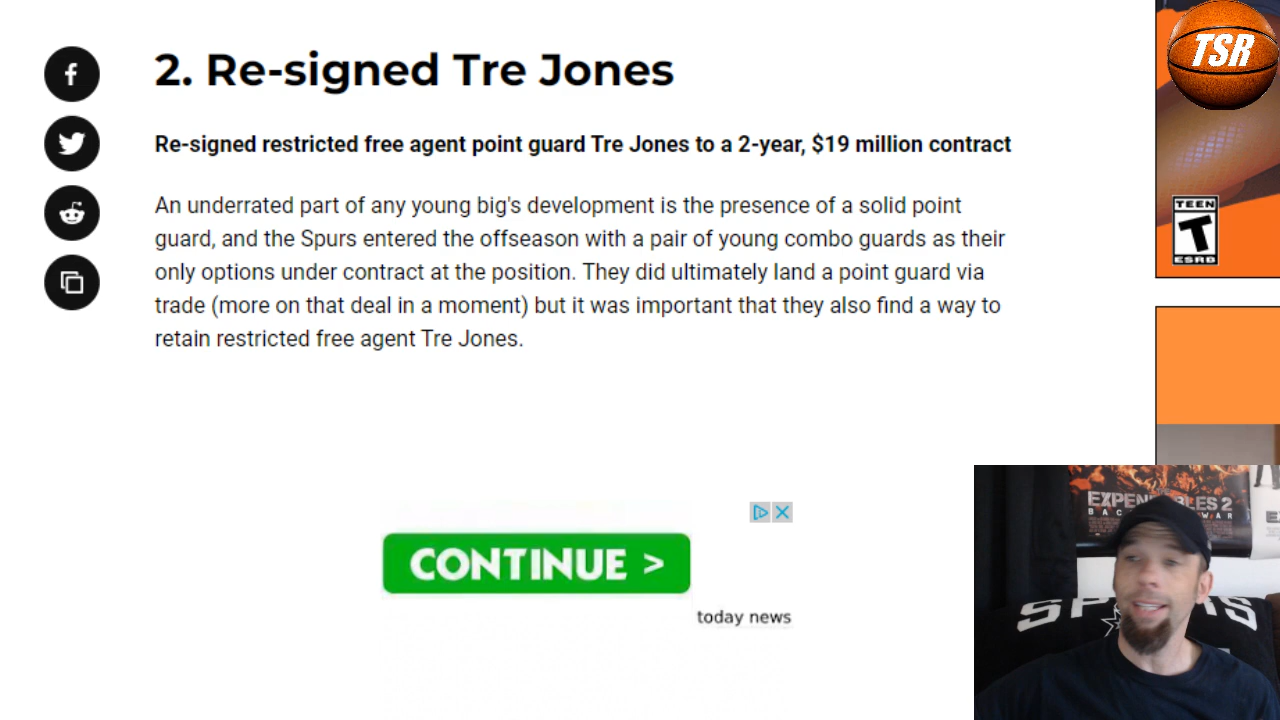 TSR
2. Re-signed Tre Jones
Re-signed restricted free agent point guard Tre Jones to a 2-year, $19 million contract
An underrated part of any young big's development is the presence of a solid point
guard, and the Spurs entered the offseason with a pair of young combo guards as their
only options under contract at the position. They did ultimately land a point guard via
trade (more on that deal in a moment) but it was important that they also find a way to
retain restricted free agent Tre Jones.
TEEN
T
ESRB
CONTINUE >
today news
EXPENDABLES 2
BACK WAR
SPURS